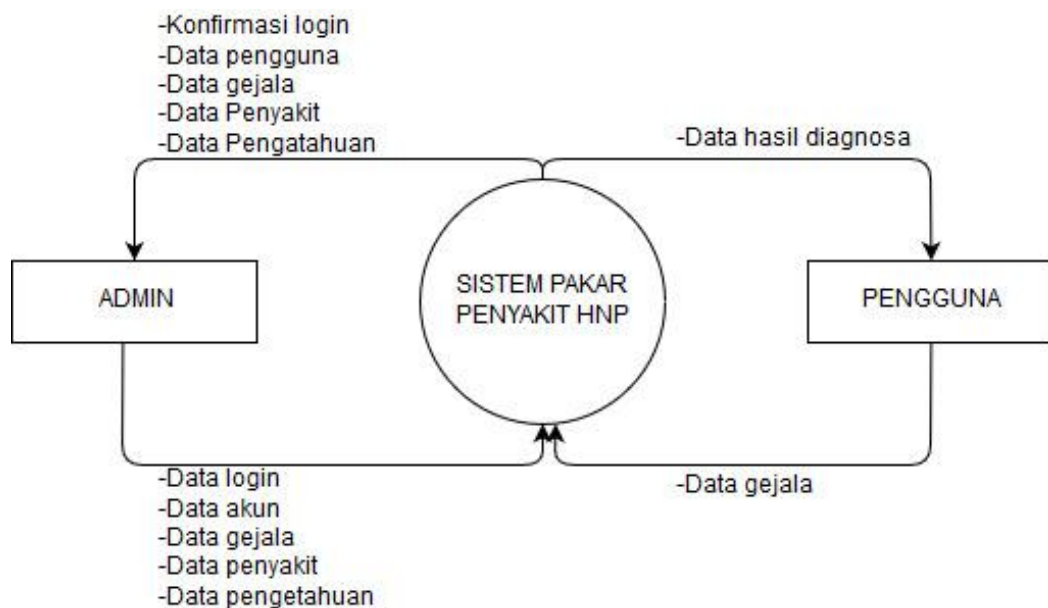 -Konfirmasi login
-Data pengguna
-Data gejala
-Data Penyakit
-Data Pengatahuan
-Data hasil diagnosa
ADMIN
SISTEM PAKAR
PENYAKIT HNP
PENGGUNA
-Data login
-Data akun
-Data gejala
-Data penyakit
-Data pengetahuan
-Data gejala